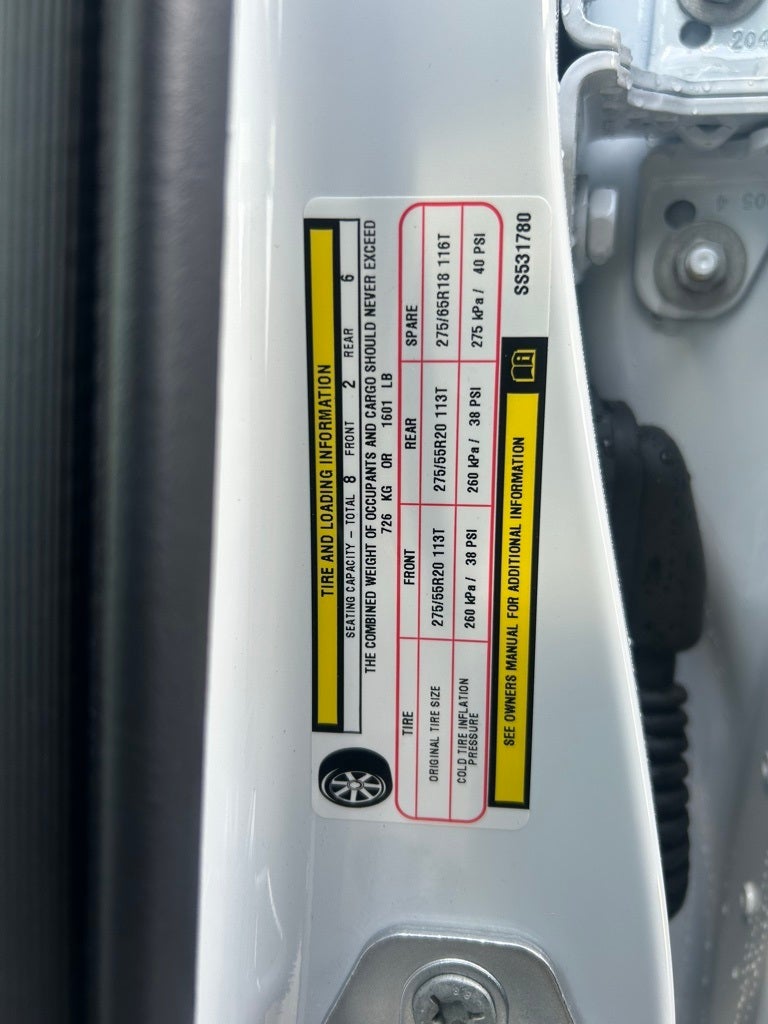 TIRE AND LOADING INFORMATION
SEATING CAPACITY – TOTAL 8 FRONT 2 REAR 6
THE COMBINED WEIGHT OF OCCUPANTS AND CARGO SHOULD NEVER EXCEED
726 KG OR 1601 LB
TIRE FRONT REAR SPARE
ORIGINAL TIRE SIZE 275/55R20 113T 275/55R20 113T 275/65R18 116T
COLD TIRE INFLATION PRESSURE 260 kPa / 38 PSI 260 kPa / 38 PSI 275 kPa / 40 PSI
SEE OWNERS MANUAL FOR ADDITIONAL INFORMATION
SS531780
204